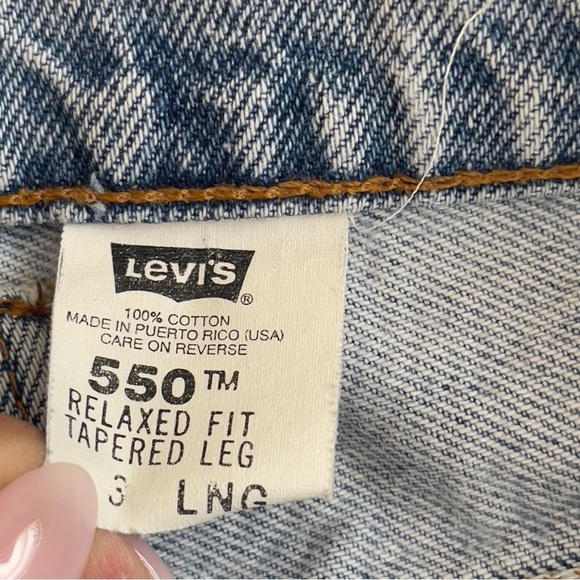 LEVI'S ®
100% COTTON
MADE IN PUERTO RICO (USA)
CARE ON REVERSE
550™
RELAXED FIT
TAPERED LEG
3 LNG